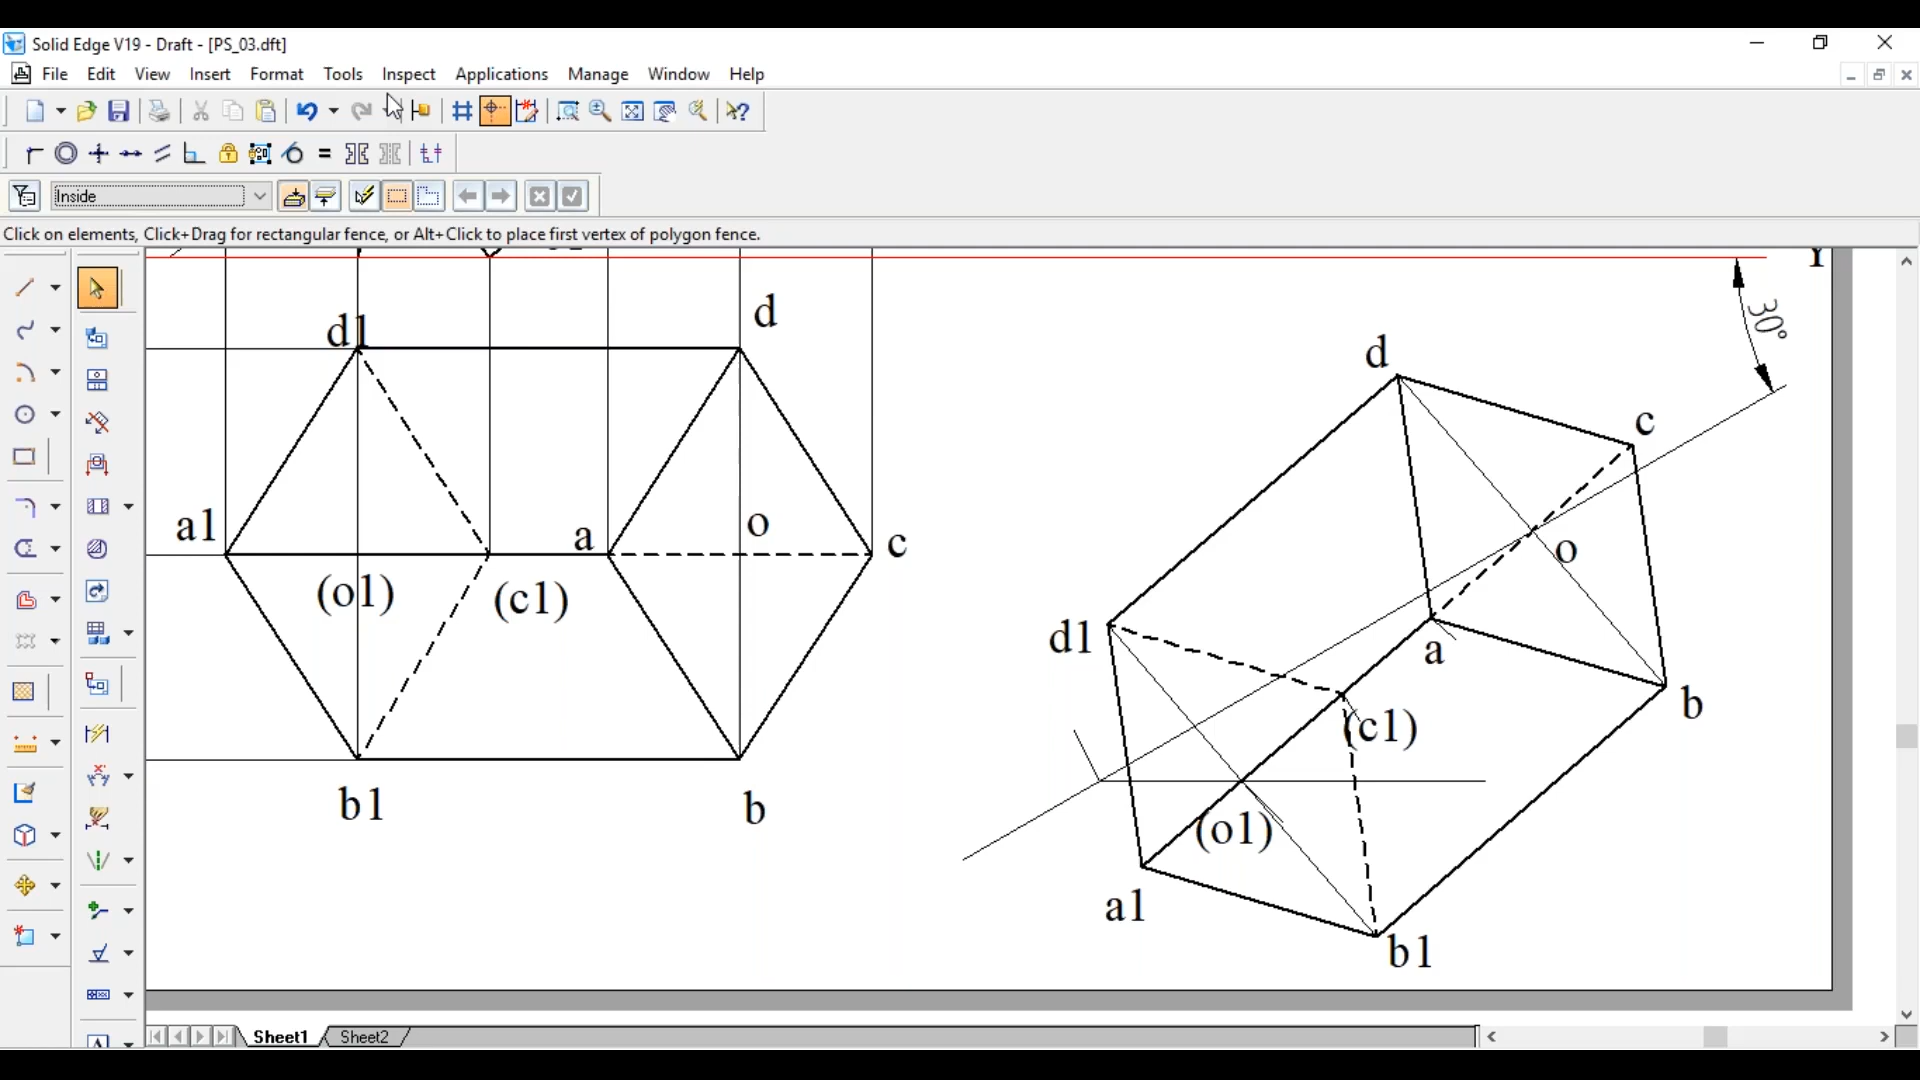 Solid Edge V19 - Draft - [PS_03.dft]
File Edit View Insert Format Tools Inspect Applications Manage Window Help
Inside
Click on elements, Click+Drag for rectangular fence, or Alt+Click to place first vertex of polygon fence.
Y
30°
d1
d
a1
a
o
c
(o1)
(c1)
b1
b
d
c
o
d1
a
(c1)
b
(o1)
a1
b1
Sheet1 Sheet2